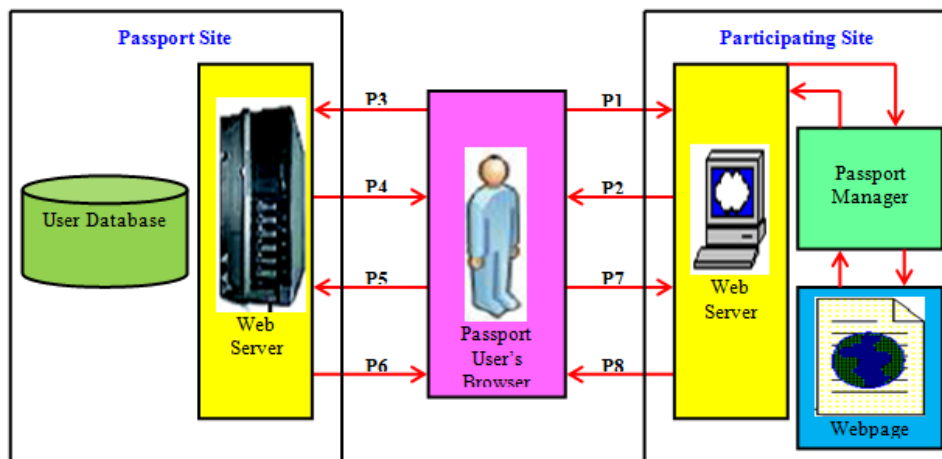 Passport Site
User Database
Web
Server
P3
P4
P5
P6
Passport
User's
Browser
P1
P2
P7
P8
Participating Site
Web
Server
Passport
Manager
Webpage